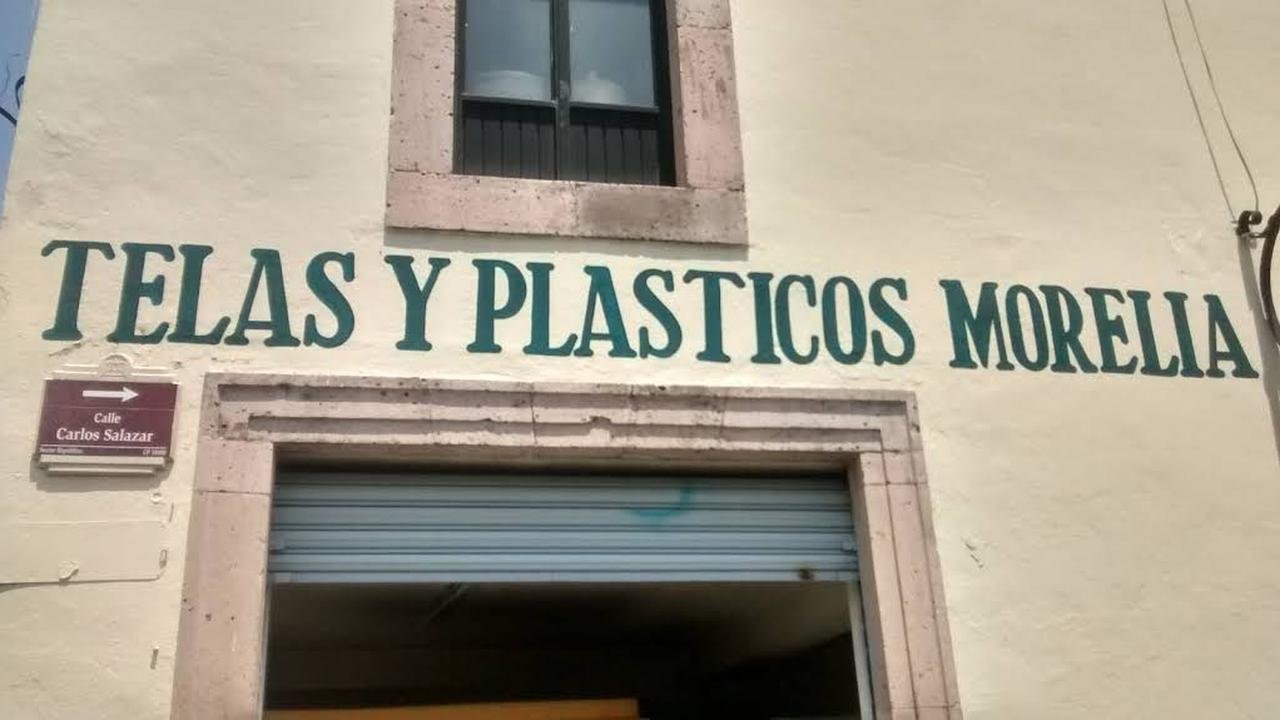 TELAS Y PLASTICOS MORELIA
Calle
Carlos Salazar